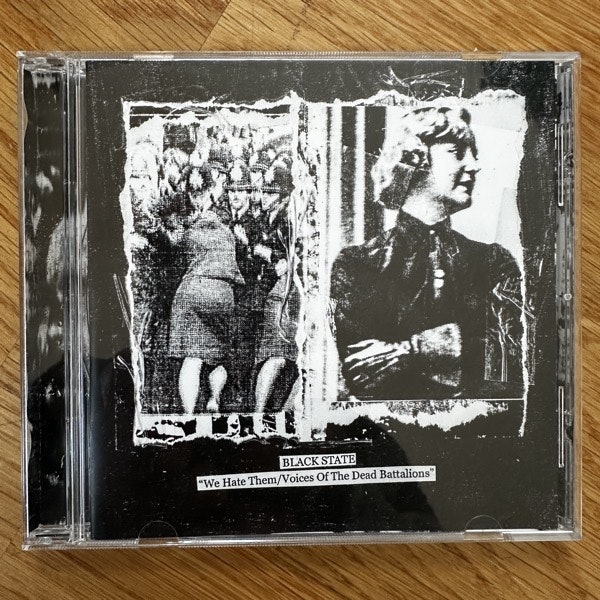 BLACK STATE
“We Hate Them/Voices Of The Dead Battalions”